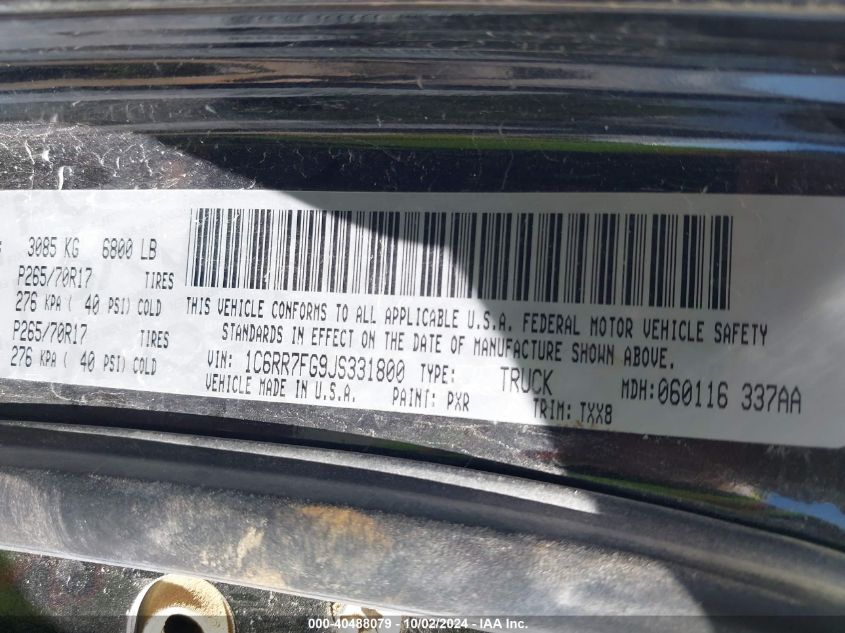 3085 KG 6800 LB
P265/70R17 TIRES
276 KPA ( 40 PSI) COLD
P265/70R17 TIRES
276 KPA ( 40 PSI) COLD
THIS VEHICLE CONFORMS TO ALL APPLICABLE U.S.A. FEDERAL MOTOR VEHICLE SAFETY
STANDARDS IN EFFECT ON THE DATE OF MANUFACTURE SHOWN ABOVE.
VIN: 1C6RR7FG9JS331800 TYPE: TRUCK MDH:060116 337AA
VEHICLE MADE IN U.S.A. PAINT: PXR TRIM: TXX8
000-40488079 - 10/02/2024 - IAA Inc.